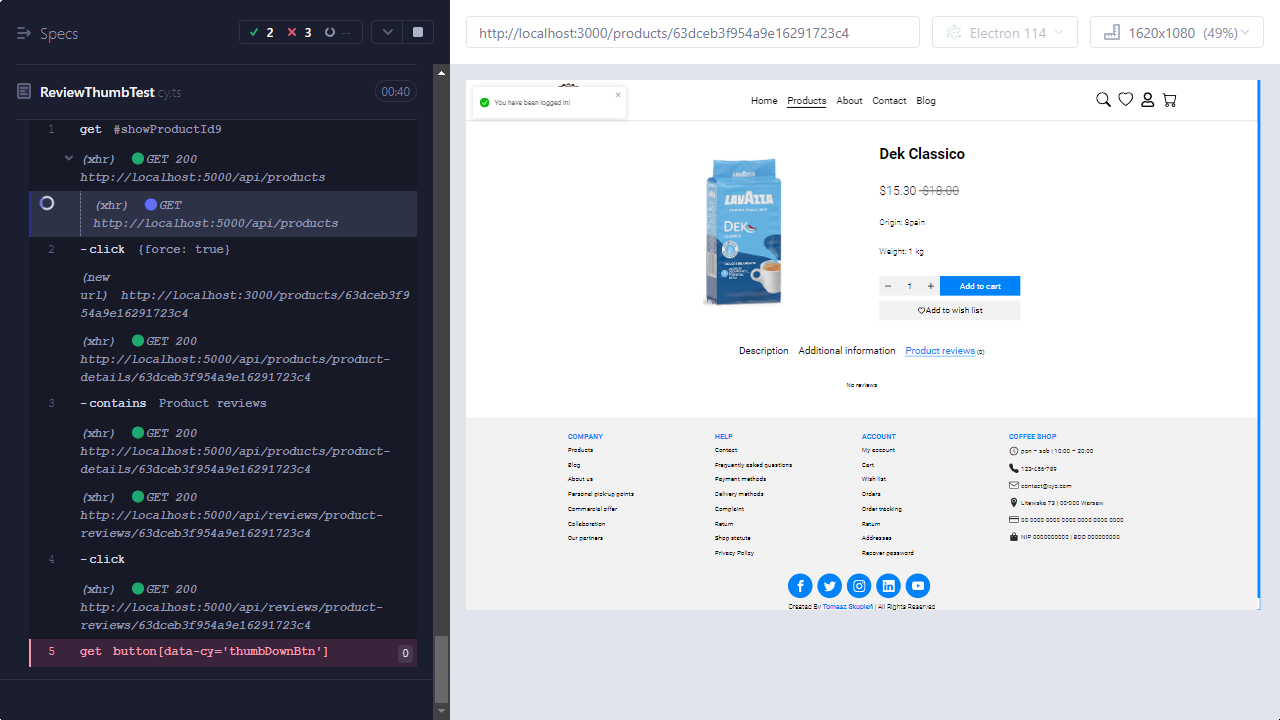 Specs
2
3
--
ReviewThumbTest.cy.ts
00:40
1 get #showProductId9
(xhr) GET 200
http://localhost:5000/api/products
(xhr) GET
http://localhost:5000/api/products
2 -click {force: true}
(new
url) http://localhost:3000/products/63dceb3f9
54a9e16291723c4
(xhr) GET 200
http://localhost:5000/api/products/product-
details/63dceb3f954a9e16291723c4
3 -contains Product reviews
(xhr) GET 200
http://localhost:5000/api/products/product-
details/63dceb3f954a9e16291723c4
(xhr) GET 200
http://localhost:5000/api/reviews/product-
reviews/63dceb3f954a9e16291723c4
4 -click
(xhr) GET 200
http://localhost:5000/api/reviews/product-
reviews/63dceb3f954a9e16291723c4
5 get button[data-cy='thumbDownBtn'] 0
http://localhost:3000/products/63dceb3f954a9e16291723c4
Electron 114
1620x1080 (49%)
You have been logged in!
Home Products About Contact Blog
LAVAZZA
DEK
CLASSICO
Dek Classico
$15.30 $18.00
Origin: Spain
Weight: 1 kg
− 1 + Add to cart
Add to wish list
Description Additional information Product reviews (0)
No reviews
COMPANY
Products
Blog
About us
Personal pick-up points
Commercial offer
Collaboration
Our partners
HELP
Contact
Frequently asked questions
Payment methods
Delivery methods
Complaint
Return
Shop statute
Privacy Policy
ACCOUNT
My account
Cart
Wish list
Orders
Order tracking
Return
Addresses
Recover password
COFFEE SHOP
pon – sob | 10:00 – 20:00
123-456-789
contact@xyz.com
Litewska 73 | 00-000 Warsaw
00 0000 0000 0000 0000 0000 0000
NIP 0000000000 | BDO 000000000
Created By Tomasz Skupień | All Rights Reserved